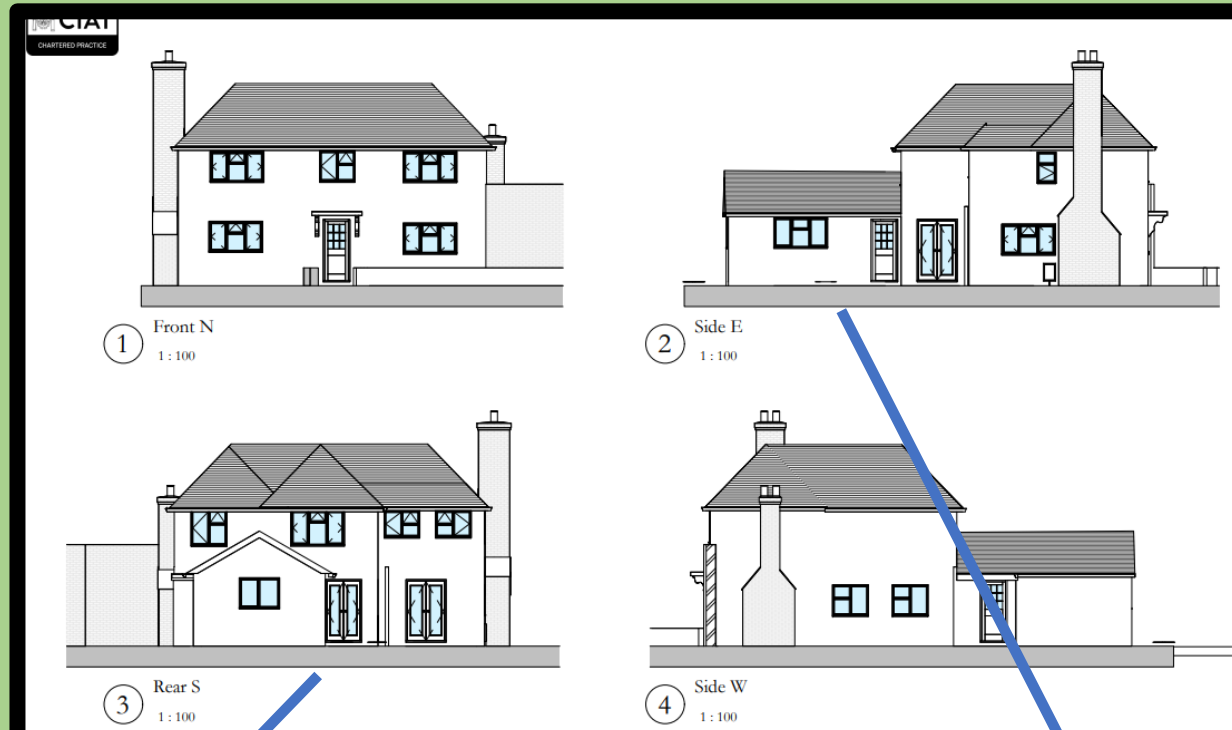 CIAT
CHARTERED PRACTICE
1
Front N
1 : 100
2
Side E
1 : 100
3
Rear S
1 : 100
4
Side W
1 : 100